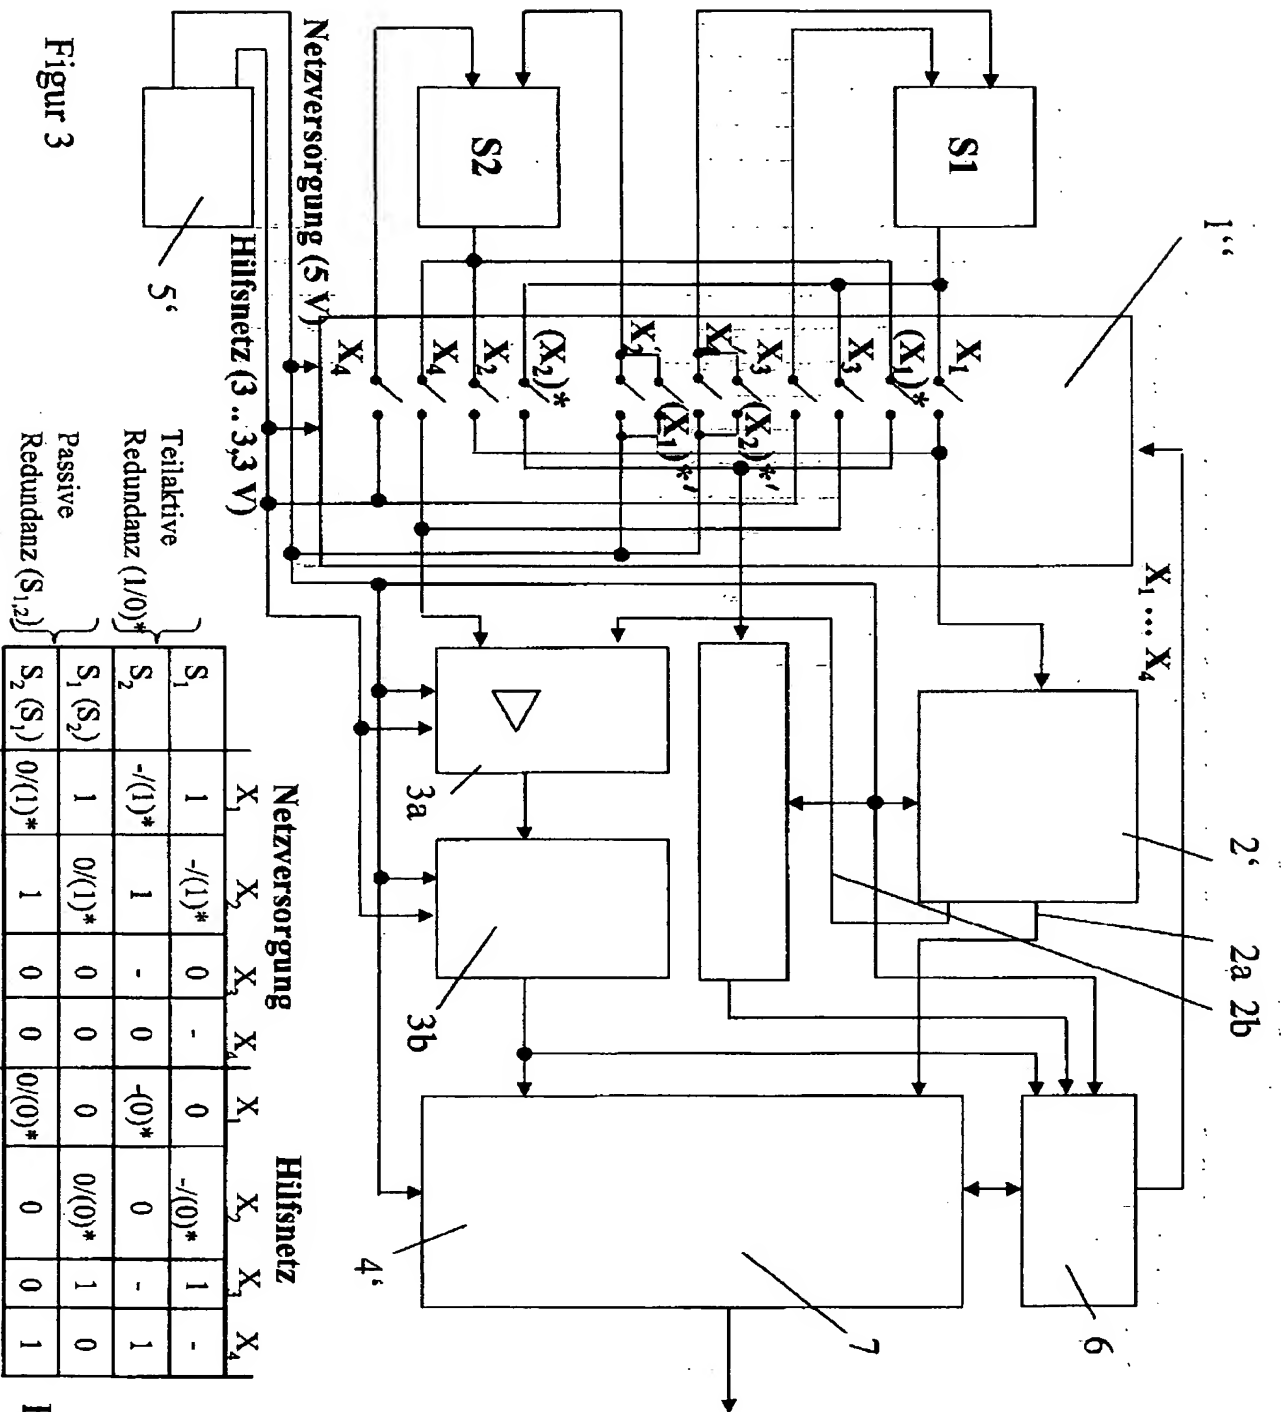 1‘‘
2‘
2a
2b
6
7
X₁ ... X₄
S1
S2
X₁
(X₁)*
X₃
X₃
(X₂)*'
X₁'
(X₁)*'
X₂'
(X₂)*
X₂
X₄
X₄
3a
3b
4‘
5‘
Netzversorgung (5 V)
Hilfsnetz (3 .. 3,3 V)
Netzversorgung
Hilfsnetz
X₁ X₂ X₃ X₄ X₁ X₂ X₃ X₄
Teilaktive
Redundanz (1/0)*
S₁ 1 -/(1)* 0 - 0 -/(0)* 1 -
S₂ -/(1)* 1 - 0 -(0)* 0 - 1
Passive
Redundanz (S₁,₂)
S₁ (S₂) 1 0/(1)* 0 0 0 0/(0)* 1 0
S₂ (S₁) 0/(1)* 1 0 0 0/(0)* 0 0 1
Figur 3